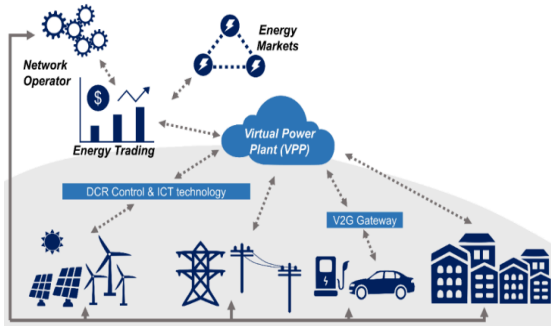 Network
Operator
Energy
Markets
$
Energy Trading
Virtual Power
Plant (VPP)
DCR Control & ICT technology
V2G Gateway